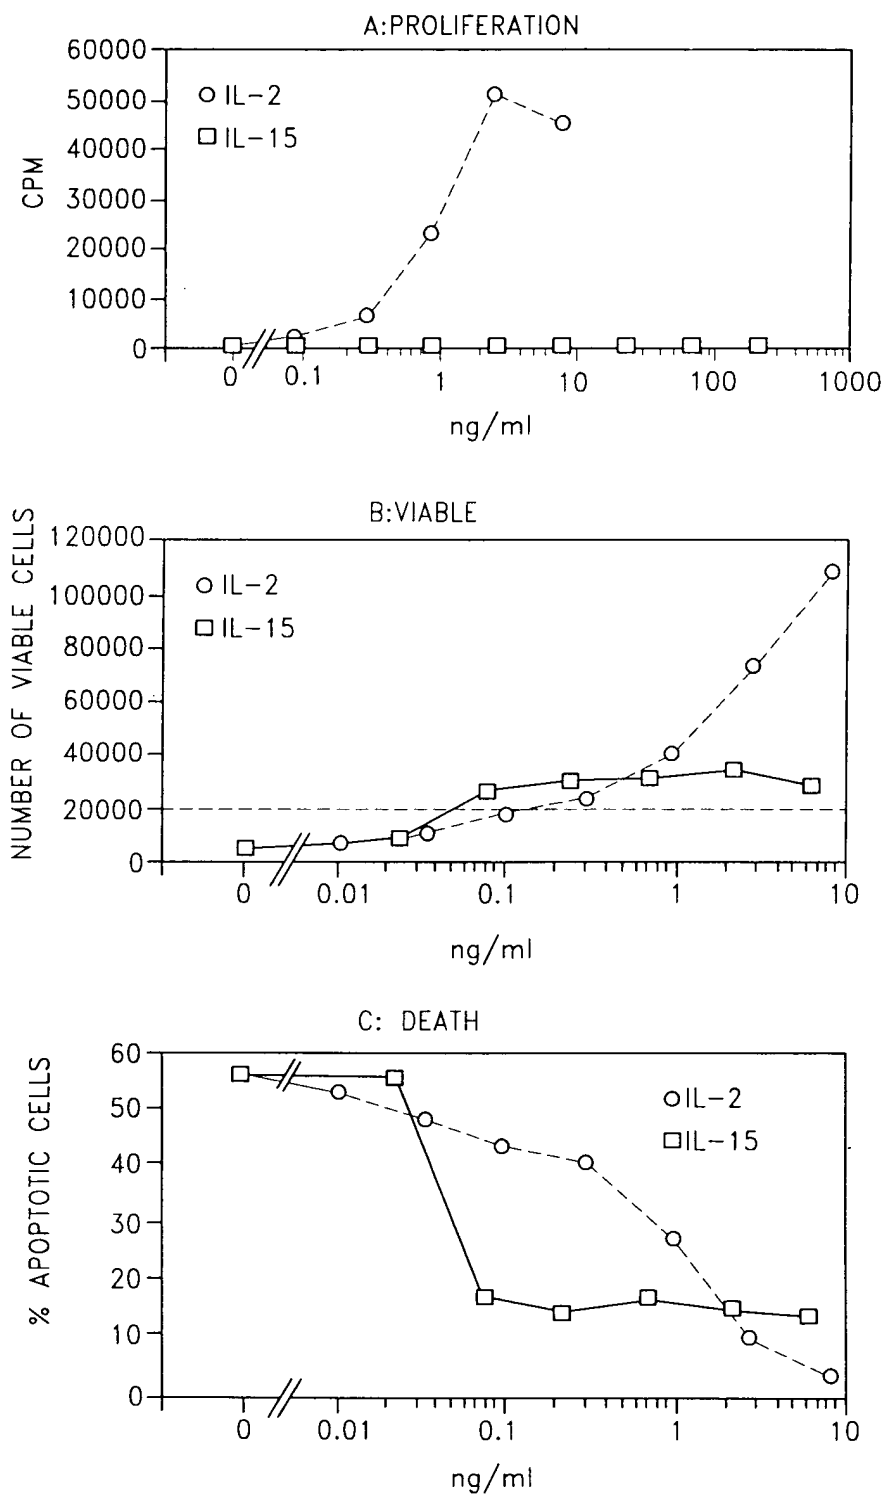 A:PROLIFERATION
60000
50000
40000
30000
20000
10000
0
CPM
IL-2
IL-15
0 0.1 1 10 100 1000
ng/ml
B:VIABLE
120000
100000
80000
60000
40000
20000
0
NUMBER OF VIABLE CELLS
IL-2
IL-15
0 0.01 0.1 1 10
ng/ml
C: DEATH
60
50
40
30
20
10
0
% APOPTOTIC CELLS
IL-2
IL-15
0 0.01 0.1 1 10
ng/ml